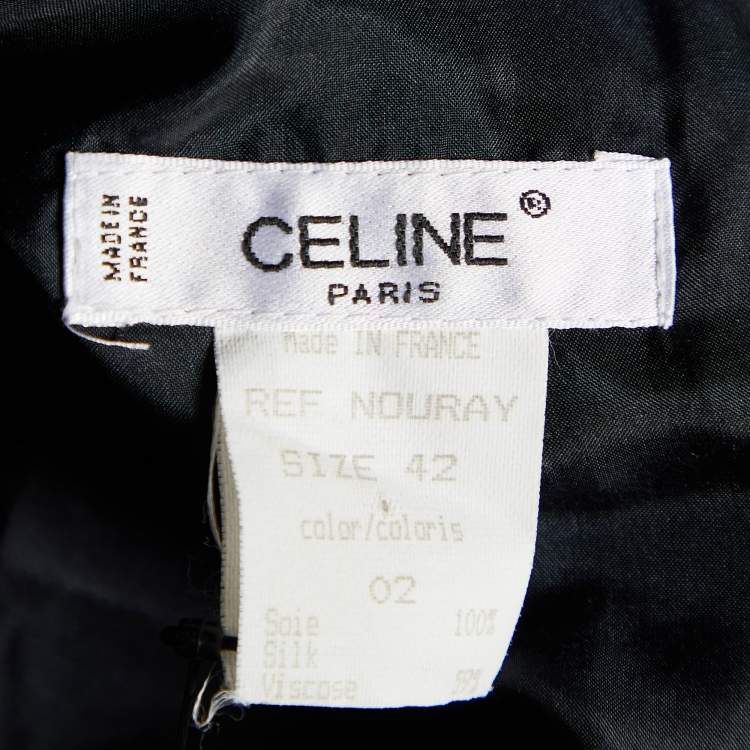 MADE IN
FRANCE
CELINE®
PARIS
made IN FRANCE
REF NOURAY
SIZE 42
color/coloris
02
Soie 100%
Silk
Viscose